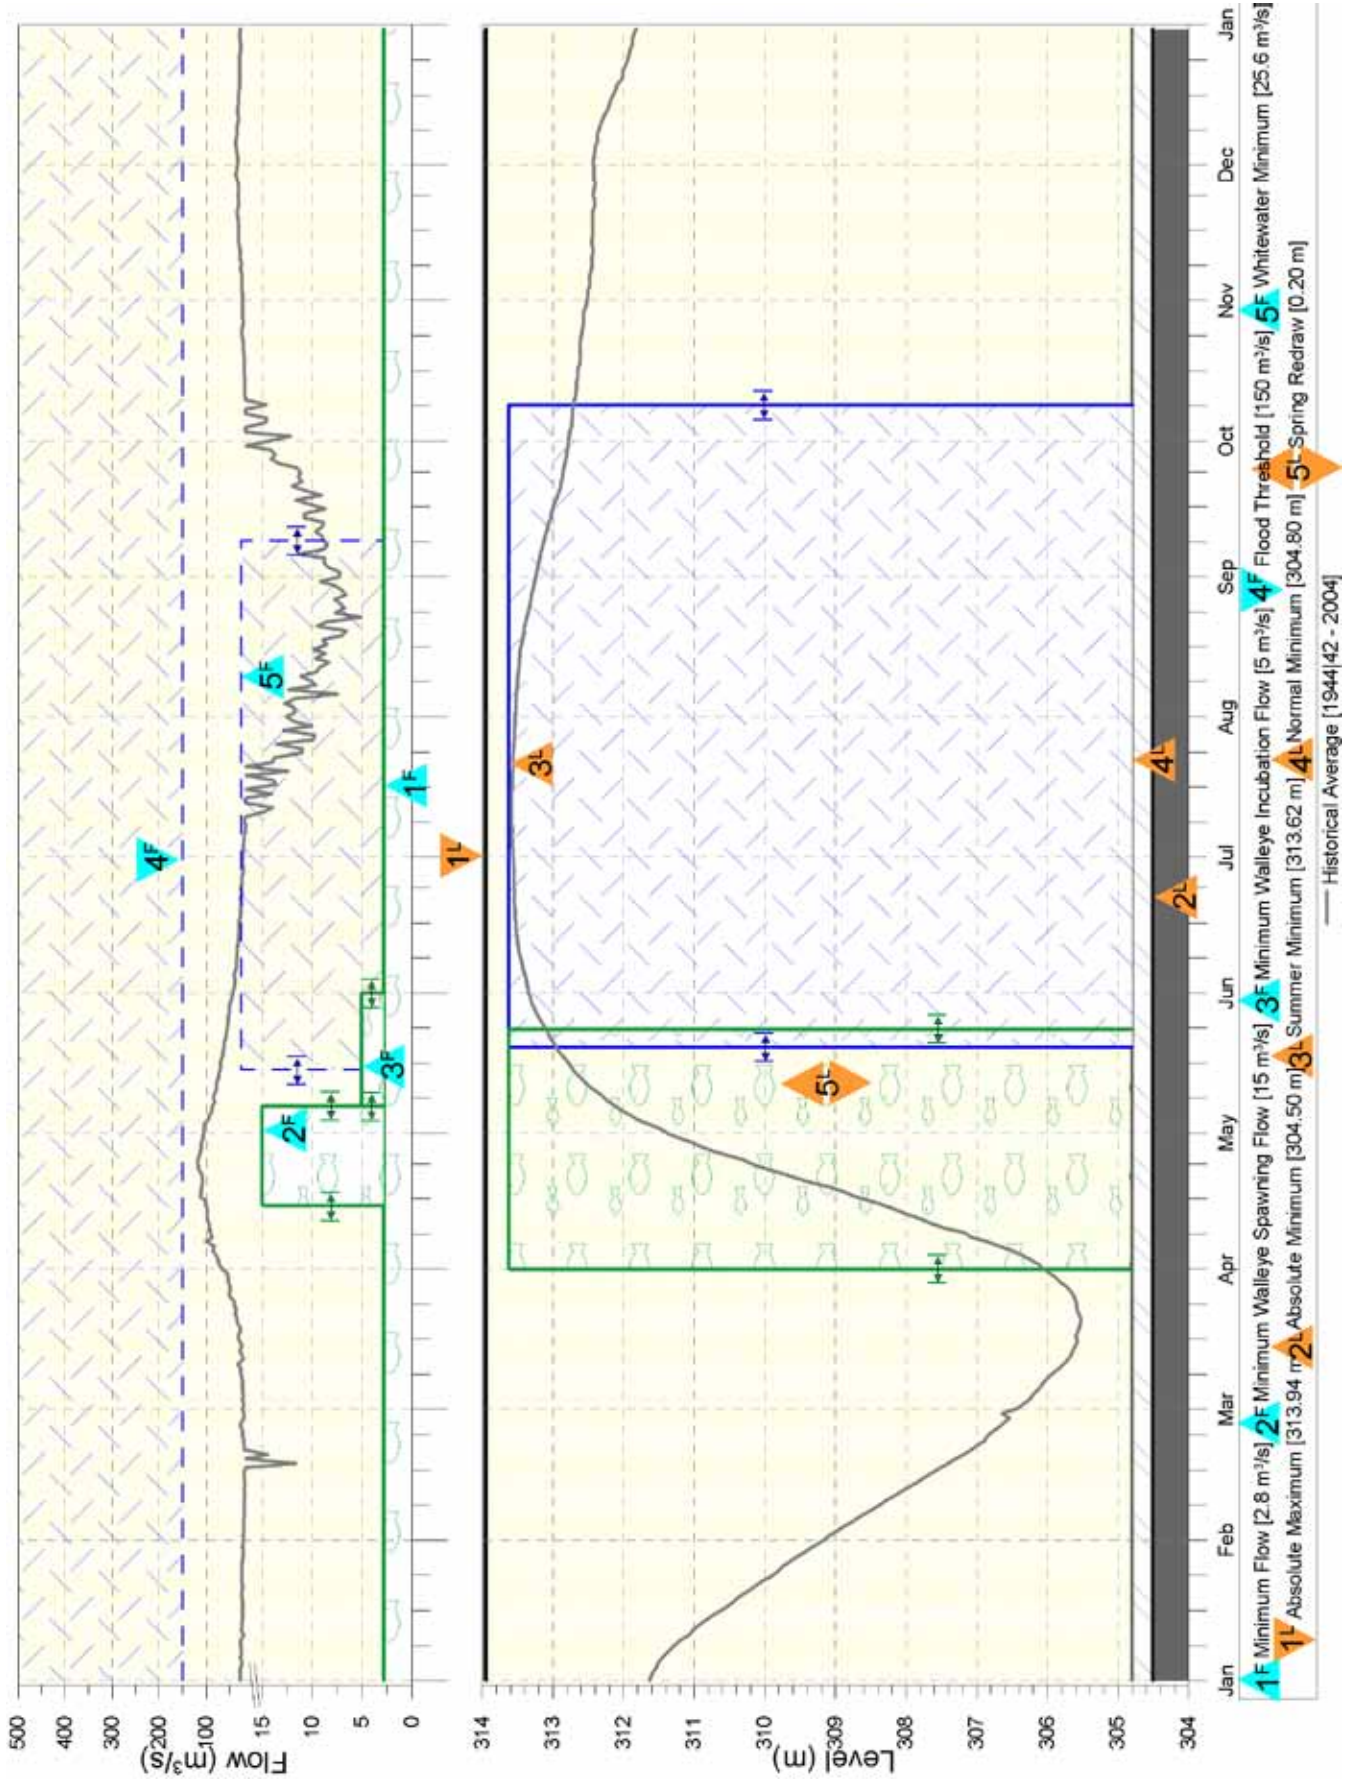 500
400
300
200
100
15
10
5
0
Flow (m³/s)
4F
5F
2F
3F
1F
314
313
312
311
310
309
308
307
306
305
304
Level (m)
1L
3L
5L
4L
2L
Jan Feb Mar Apr May Jun Jul Aug Sep Oct Nov Dec Jan
1F Minimum Flow [2.8 m³/s] 2F Minimum Walleye Spawning Flow [15 m³/s] 3F Minimum Walleye Incubation Flow [5 m³/s] 4F Flood Threshold [150 m³/s] 5F Whitewater Minimum [25.6 m³/s]
1L Absolute Maximum [313.94 m] 2L Absolute Minimum [304.50 m] 3L Summer Minimum [313.62 m] 4L Normal Minimum [304.80 m] 5L Spring Redraw [0.20 m]
Historical Average [1944|42 - 2004]